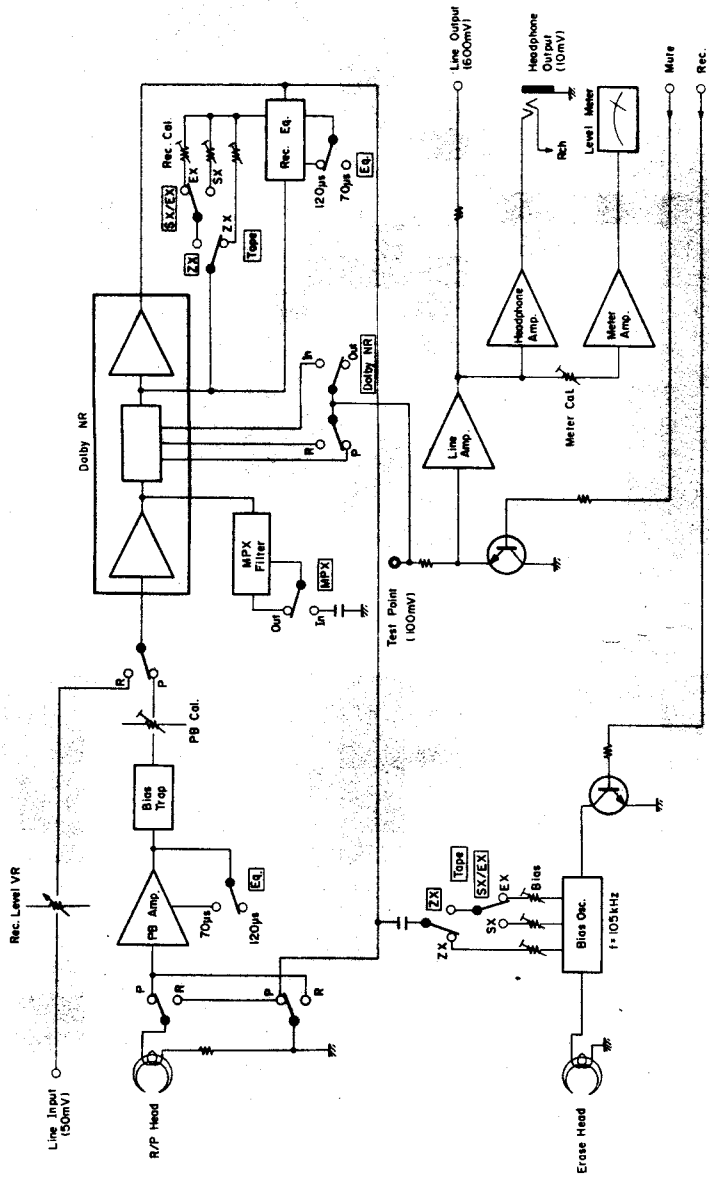 Line Input
(50mV)
Rec. Level VR
R/P Head
P
R
P
R
PB Amp.
70µs
120µs
Eq.
Bias
Trap
PB Cal.
R
P
Dolby NR
MPX
Filter
Out
In
MPX
R
P
In
Out
Dolby NR
SX/EX
ZX
EX
SX
ZX
Tape
Rec. Cal.
Rec. Eq.
120µs
70µs
Eq.
Test Point
(100mV)
Line
Amp.
Meter Cal.
Headphone
Amp.
Meter
Amp.
Line Output
(600mV)
Headphone
Output
(10mV)
Rch
Level Meter
Mute
Rec.
Erase Head
ZX
SX
EX
ZX
Tape
SX/EX
Bias
Bias Osc.
f = 105kHz